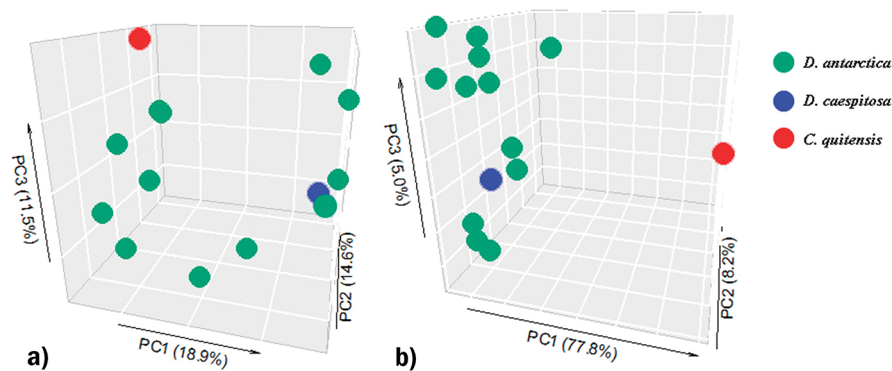 PC3 (11.5%)
PC1 (18.9%)
PC2 (14.6%)
a)
PC3 (5.0%)
PC1 (77.8%)
PC2 (8.2%)
b)
D. antarctica
D. caespitosa
C. quitensis